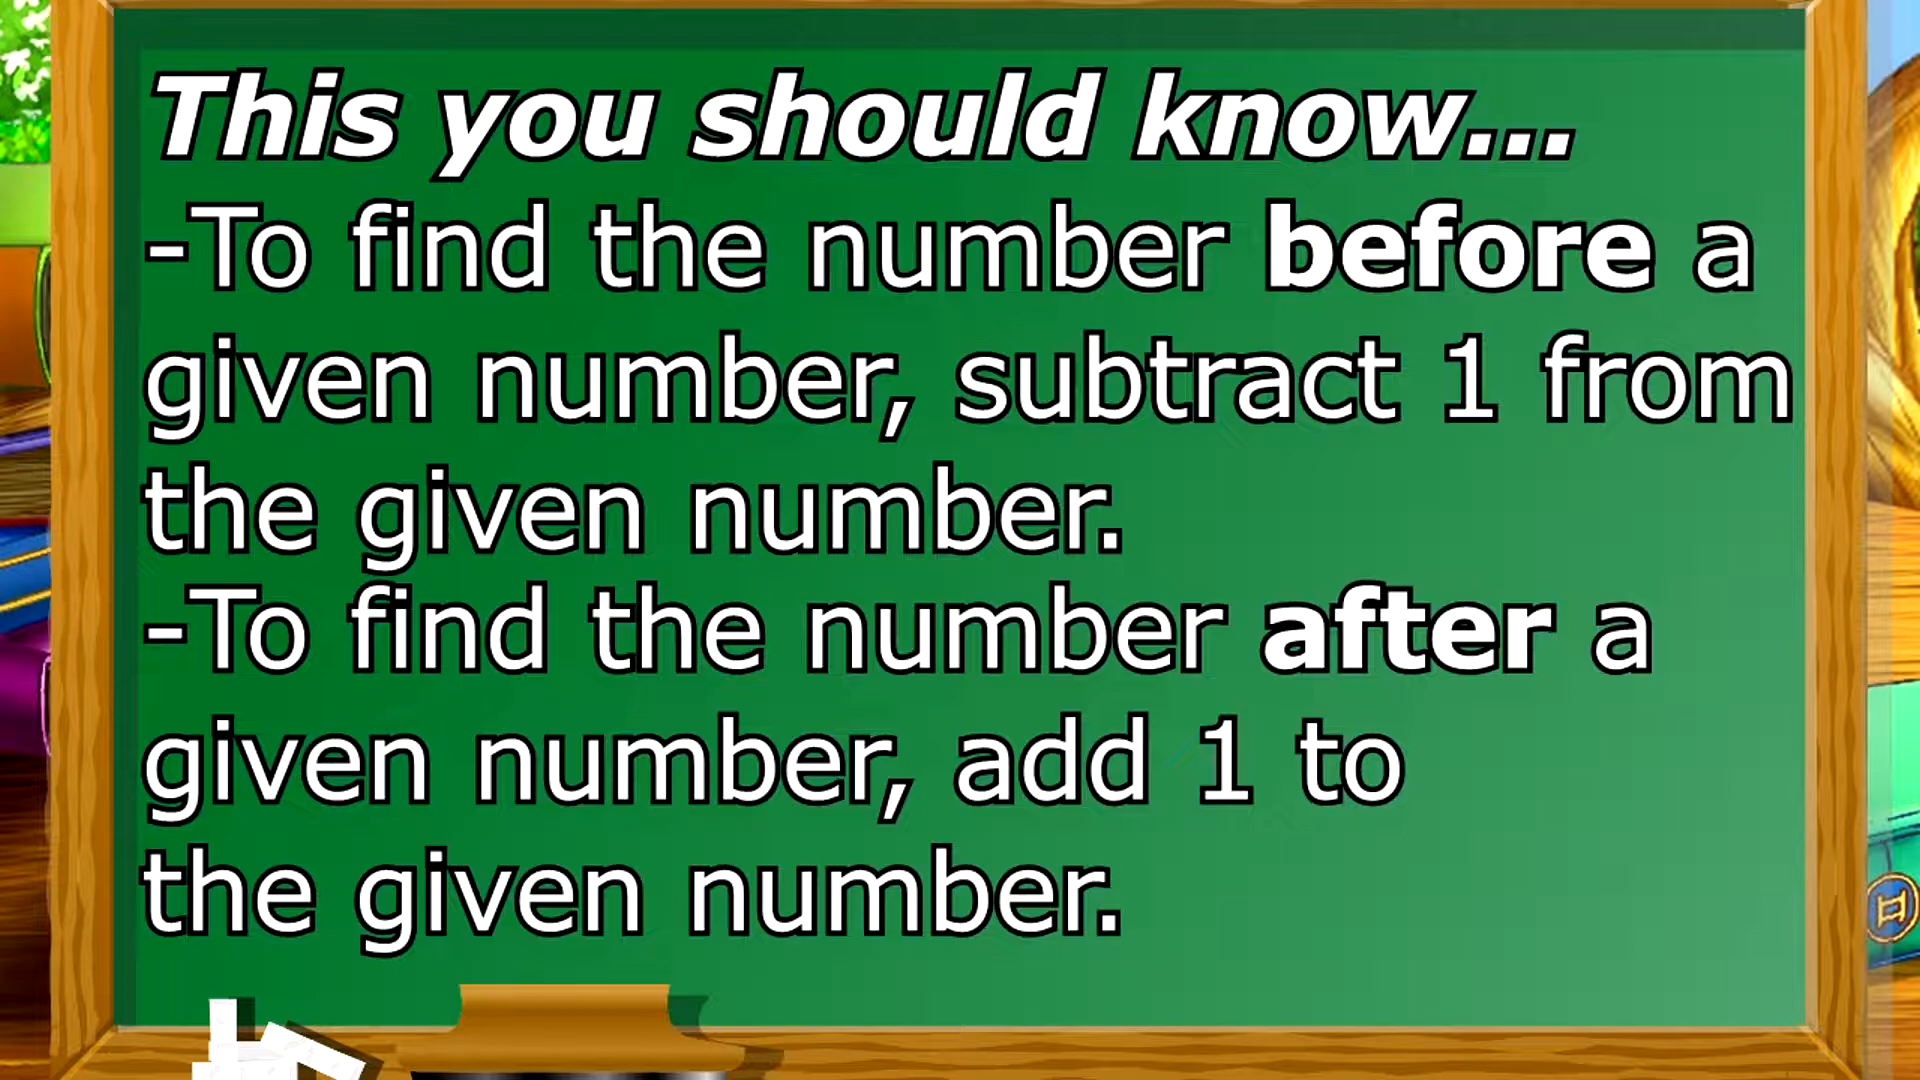 This you should know...
-To find the number before a
given number, subtract 1 from
the given number.
-To find the number after a
given number, add 1 to
the given number.